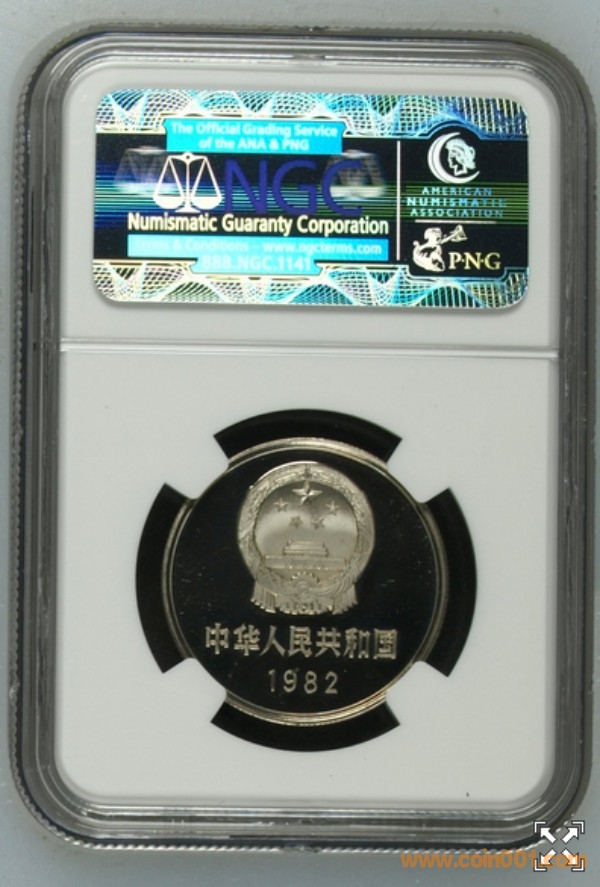 The Official Grading Service
of the ANA & PNG
NGC
Numismatic Guaranty Corporation
Terms & Conditions – www.ngcterms.com
888.NGC.1141
AMERICAN
NUMISMATIC
ASSOCIATION
P·N·G
中华人民共和国
1982
www.coin001.com